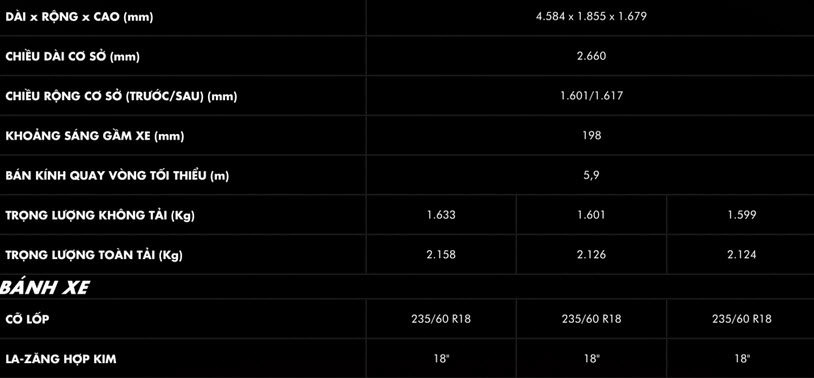 DÀI x RỘNG x CAO (mm) 4.584 x 1.855 x 1.679
CHIỀU DÀI CƠ SỞ (mm) 2.660
CHIỀU RỘNG CƠ SỞ (TRƯỚC/SAU) (mm) 1.601/1.617
KHOẢNG SÁNG GẦM XE (mm) 198
BÁN KÍNH QUAY VÒNG TỐI THIỂU (m) 5,9
TRỌNG LƯỢNG KHÔNG TẢI (Kg) 1.633 1.601 1.599
TRỌNG LƯỢNG TOÀN TẢI (Kg) 2.158 2.126 2.124
BÁNH XE
CỠ LỐP 235/60 R18 235/60 R18 235/60 R18
LA-ZĂNG HỢP KIM 18" 18" 18"